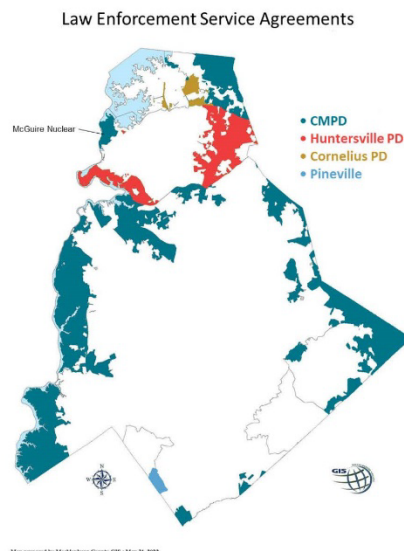 Law Enforcement Service Agreements
McGuire Nuclear
• CMPD
• Huntersville PD
• Cornelius PD
• Pineville
N
W E
S
GIS